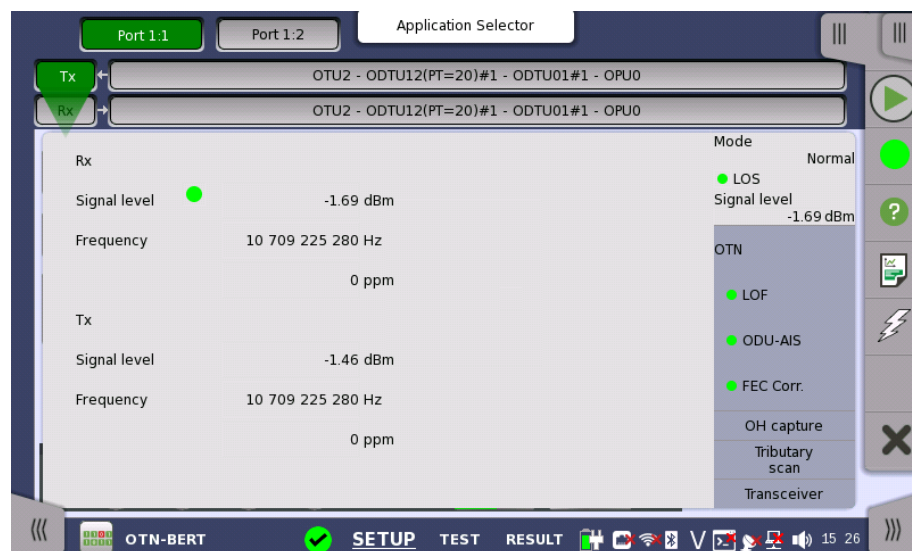 Application Selector
Port 1:1
Port 1:2
Tx
OTU2 - ODTU12(PT=20)#1 - ODTU01#1 - OPU0
Rx
OTU2 - ODTU12(PT=20)#1 - ODTU01#1 - OPU0
Rx
Signal level
-1.69 dBm
Frequency
10 709 225 280 Hz
0 ppm
Tx
Signal level
-1.46 dBm
Frequency
10 709 225 280 Hz
0 ppm
Mode
Normal
LOS
Signal level
-1.69 dBm
OTN
LOF
ODU-AIS
FEC Corr.
OH capture
Tributary
scan
Transceiver
OTN-BERT
SETUP
TEST
RESULT
15 26